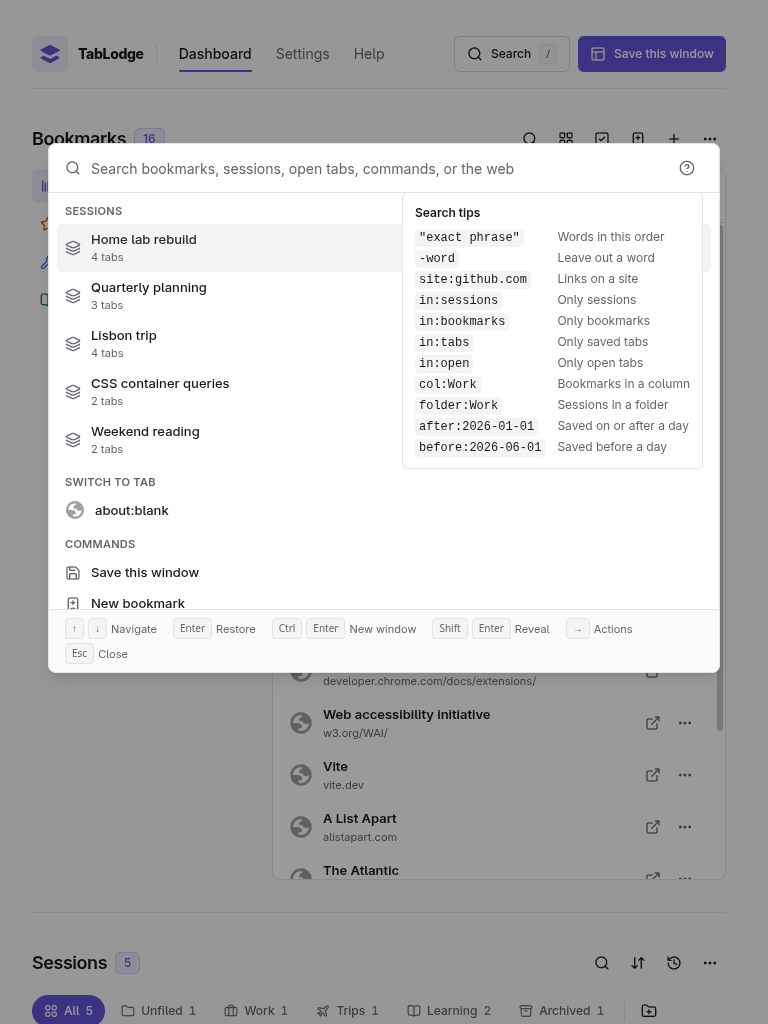 TabLodge
Dashboard
Settings
Help
Search /
Save this window
Bookmarks 16
Search bookmarks, sessions, open tabs, commands, or the web
SESSIONS
Home lab rebuild
4 tabs
Quarterly planning
3 tabs
Lisbon trip
4 tabs
CSS container queries
2 tabs
Weekend reading
2 tabs
Search tips
"exact phrase" Words in this order
-word Leave out a word
site:github.com Links on a site
in:sessions Only sessions
in:bookmarks Only bookmarks
in:tabs Only saved tabs
in:open Only open tabs
col:Work Bookmarks in a column
folder:Work Sessions in a folder
after:2026-01-01 Saved on or after a day
before:2026-06-01 Saved before a day
SWITCH TO TAB
about:blank
COMMANDS
Save this window
New bookmark
↑ ↓ Navigate Enter Restore Ctrl Enter New window Shift Enter Reveal → Actions
Esc Close
developer.chrome.com/docs/extensions/
Web accessibility initiative
w3.org/WAI/
Vite
vite.dev
A List Apart
alistapart.com
The Atlantic
Sessions 5
All 5 Unfiled 1 Work 1 Trips 1 Learning 2 Archived 1